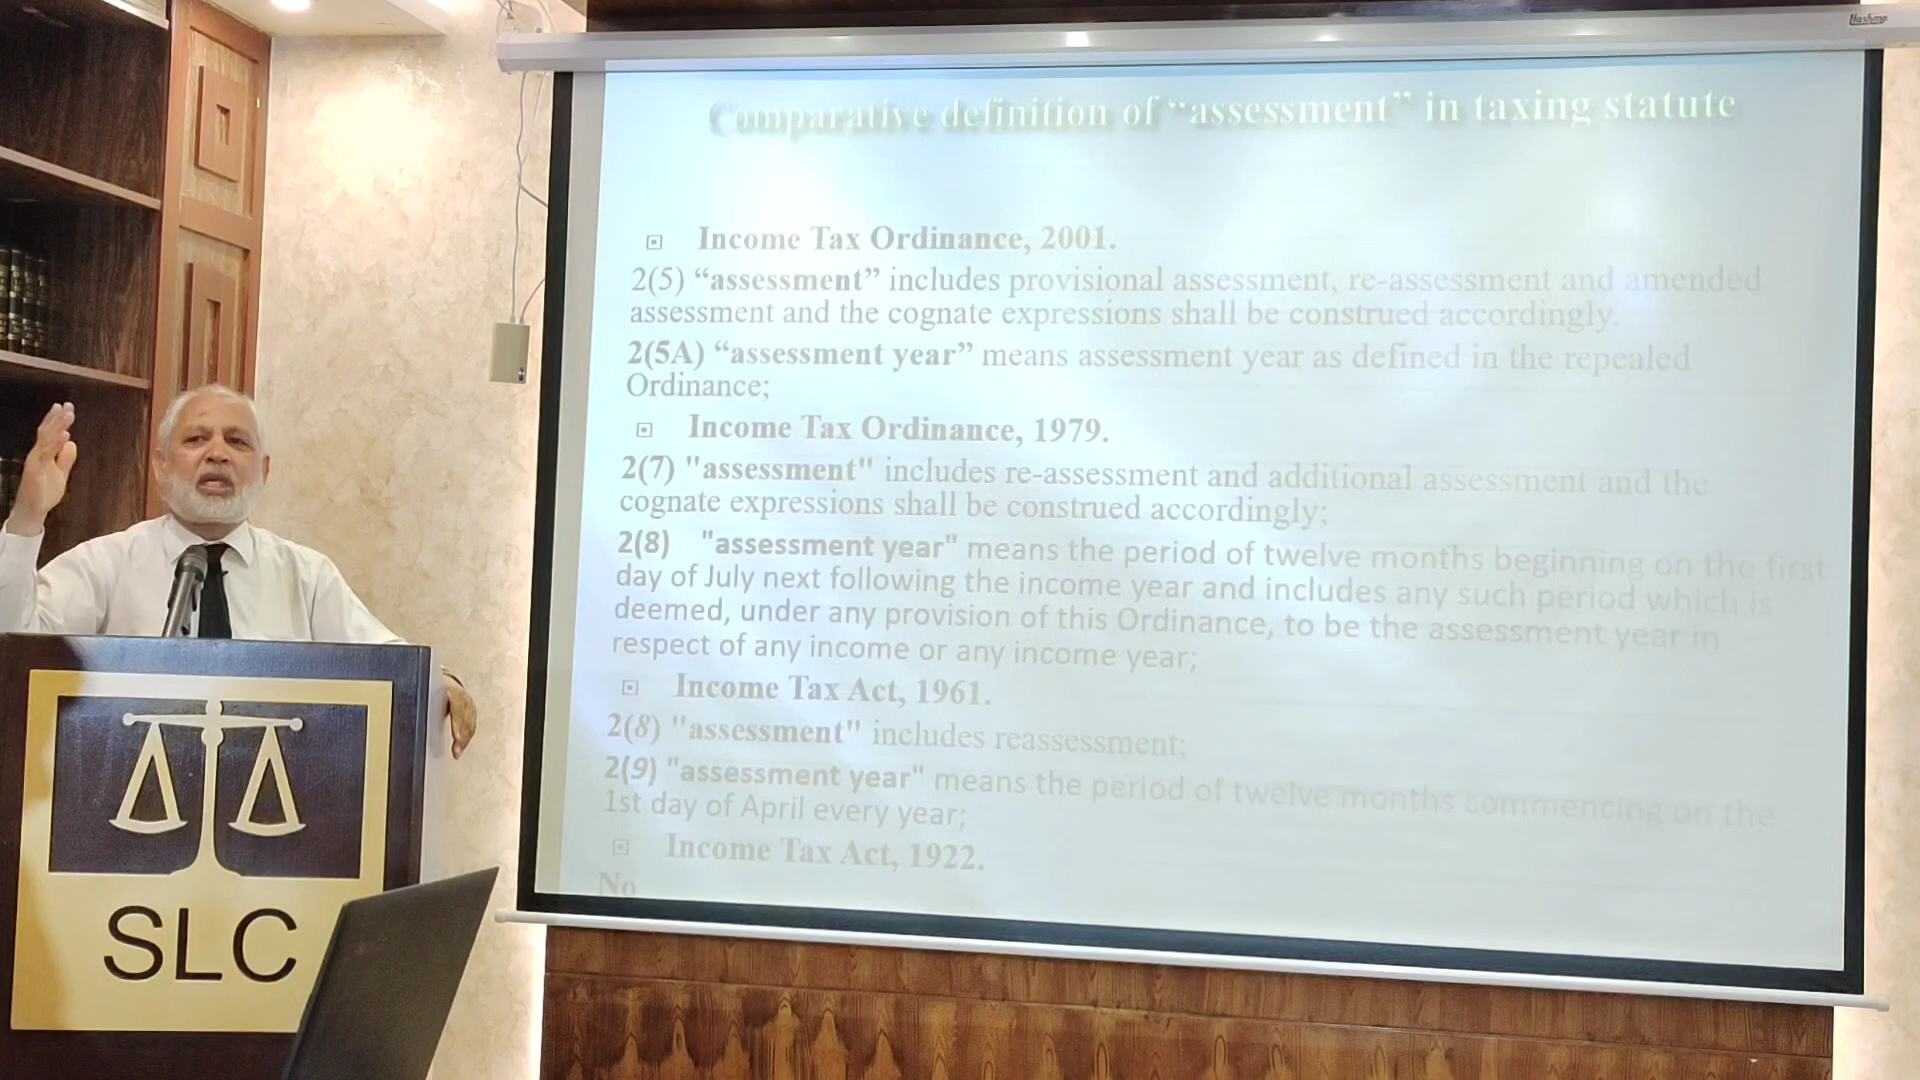 Hashmo
Comparative definition of “assessment” in taxing statute
Income Tax Ordinance, 2001.
2(5) “assessment” includes provisional assessment, re-assessment and amended
assessment and the cognate expressions shall be construed accordingly.
2(5A) “assessment year” means assessment year as defined in the repealed
Ordinance;
Income Tax Ordinance, 1979.
2(7) "assessment" includes re-assessment and additional assessment and the
cognate expressions shall be construed accordingly;
2(8) "assessment year" means the period of twelve months beginning on the first
day of July next following the income year and includes any such period which is
deemed, under any provision of this Ordinance, to be the assessment year in
respect of any income or any income year;
Income Tax Act, 1961.
2(8) "assessment" includes reassessment;
2(9) "assessment year" means the period of twelve months commencing on the
1st day of April every year;
Income Tax Act, 1922.
No
SLC